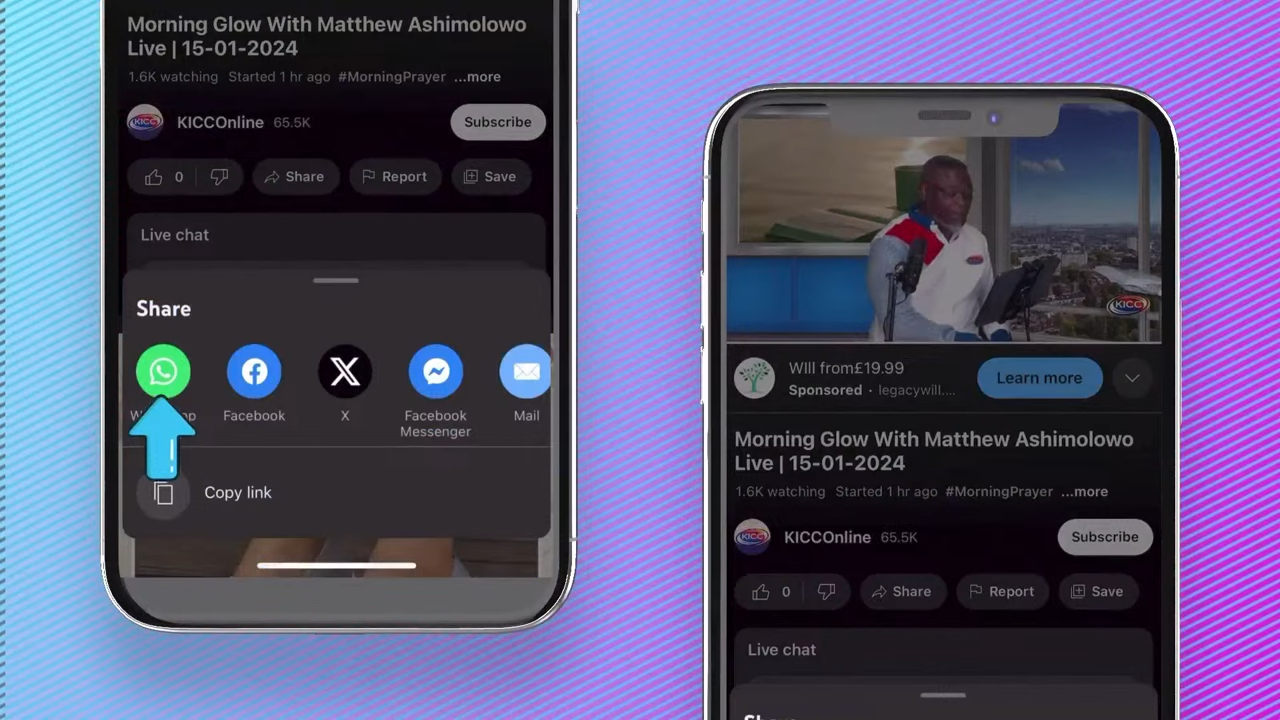 Morning Glow With Matthew Ashimolowo
Live | 15-01-2024
1.6K watching Started 1 hr ago #MorningPrayer ...more
KICC
KICCOnline 65.5K
Subscribe
0
Share
Report
Save
Live chat
Share
Facebook
X
Facebook
Messenger
Mail
Copy link
KICC
WIll from£19.99
Sponsored · legacywill....
Learn more
Morning Glow With Matthew Ashimolowo
Live | 15-01-2024
1.6K watching Started 1 hr ago #MorningPrayer ...more
KICC
KICCOnline 65.5K
Subscribe
0
Share
Report
Save
Live chat